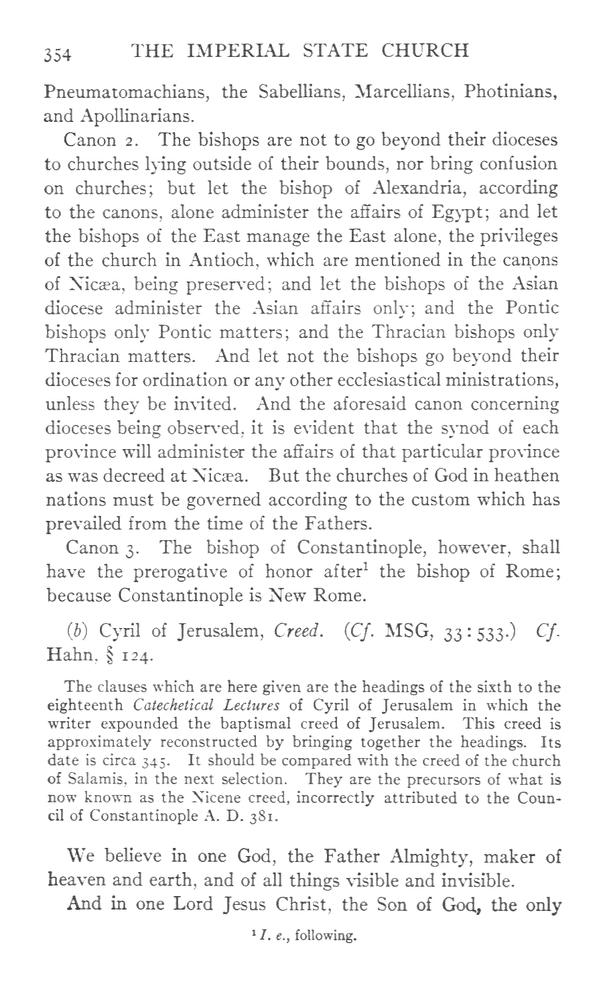 354 THE IMPERIAL STATE CHURCH
Pneumatomachians, the Sabellians, Marcellians, Photinians,
and Apollinarians.
Canon 2. The bishops are not to go beyond their dioceses
to churches lying outside of their bounds, nor bring confusion
on churches; but let the bishop of Alexandria, according
to the canons, alone administer the affairs of Egypt; and let
the bishops of the East manage the East alone, the privileges
of the church in Antioch, which are mentioned in the canons
of Nicæa, being preserved; and let the bishops of the Asian
diocese administer the Asian affairs only; and the Pontic
bishops only Pontic matters; and the Thracian bishops only
Thracian matters. And let not the bishops go beyond their
dioceses for ordination or any other ecclesiastical ministrations,
unless they be invited. And the aforesaid canon concerning
dioceses being observed, it is evident that the synod of each
province will administer the affairs of that particular province
as was decreed at Nicæa. But the churches of God in heathen
nations must be governed according to the custom which has
prevailed from the time of the Fathers.
Canon 3. The bishop of Constantinople, however, shall
have the prerogative of honor after¹ the bishop of Rome;
because Constantinople is New Rome.
(b) Cyril of Jerusalem, Creed. (Cf. MSG, 33:533.) Cf.
Hahn, § 124.
The clauses which are here given are the headings of the sixth to the
eighteenth Catechetical Lectures of Cyril of Jerusalem in which the
writer expounded the baptismal creed of Jerusalem. This creed is
approximately reconstructed by bringing together the headings. Its
date is circa 345. It should be compared with the creed of the church
of Salamis, in the next selection. They are the precursors of what is
now known as the Nicene creed, incorrectly attributed to the Coun-
cil of Constantinople A. D. 381.
We believe in one God, the Father Almighty, maker of
heaven and earth, and of all things visible and invisible.
And in one Lord Jesus Christ, the Son of God, the only
¹ I. e., following.